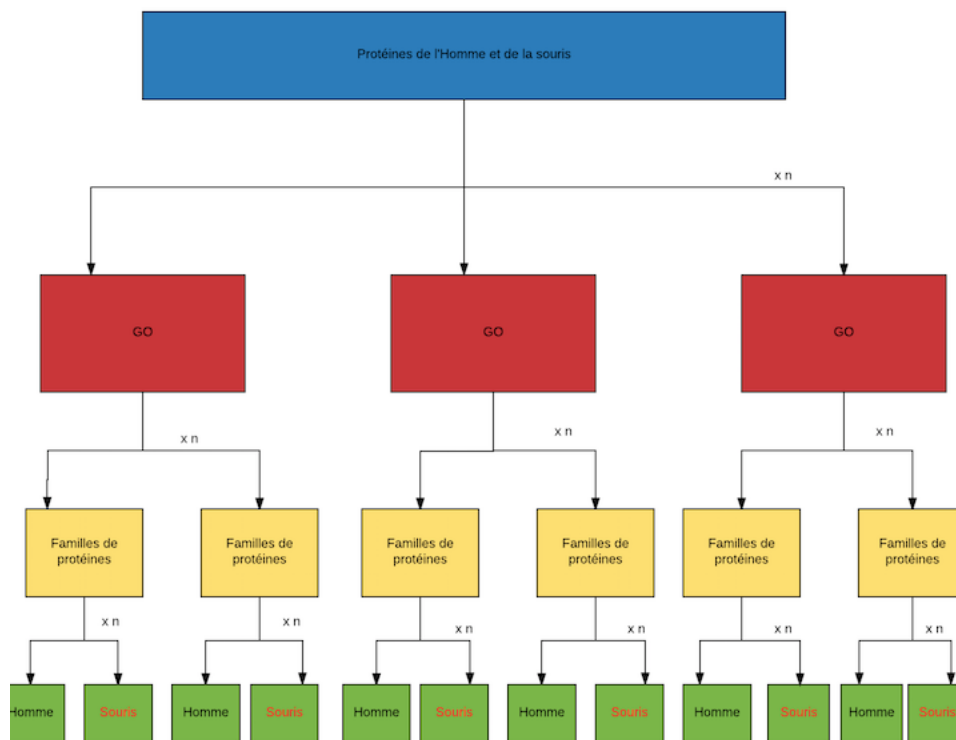 Protéines de l'Homme et de la souris
x n
GO
GO
GO
x n
x n
x n
Familles de
protéines
Familles de
protéines
Familles de
protéines
Familles de
protéines
Familles de
protéines
Familles de
protéines
x n
x n
x n
x n
x n
x n
Homme
Souris
Homme
Souris
Homme
Souris
Homme
Souris
Homme
Souris
Homme
Souris